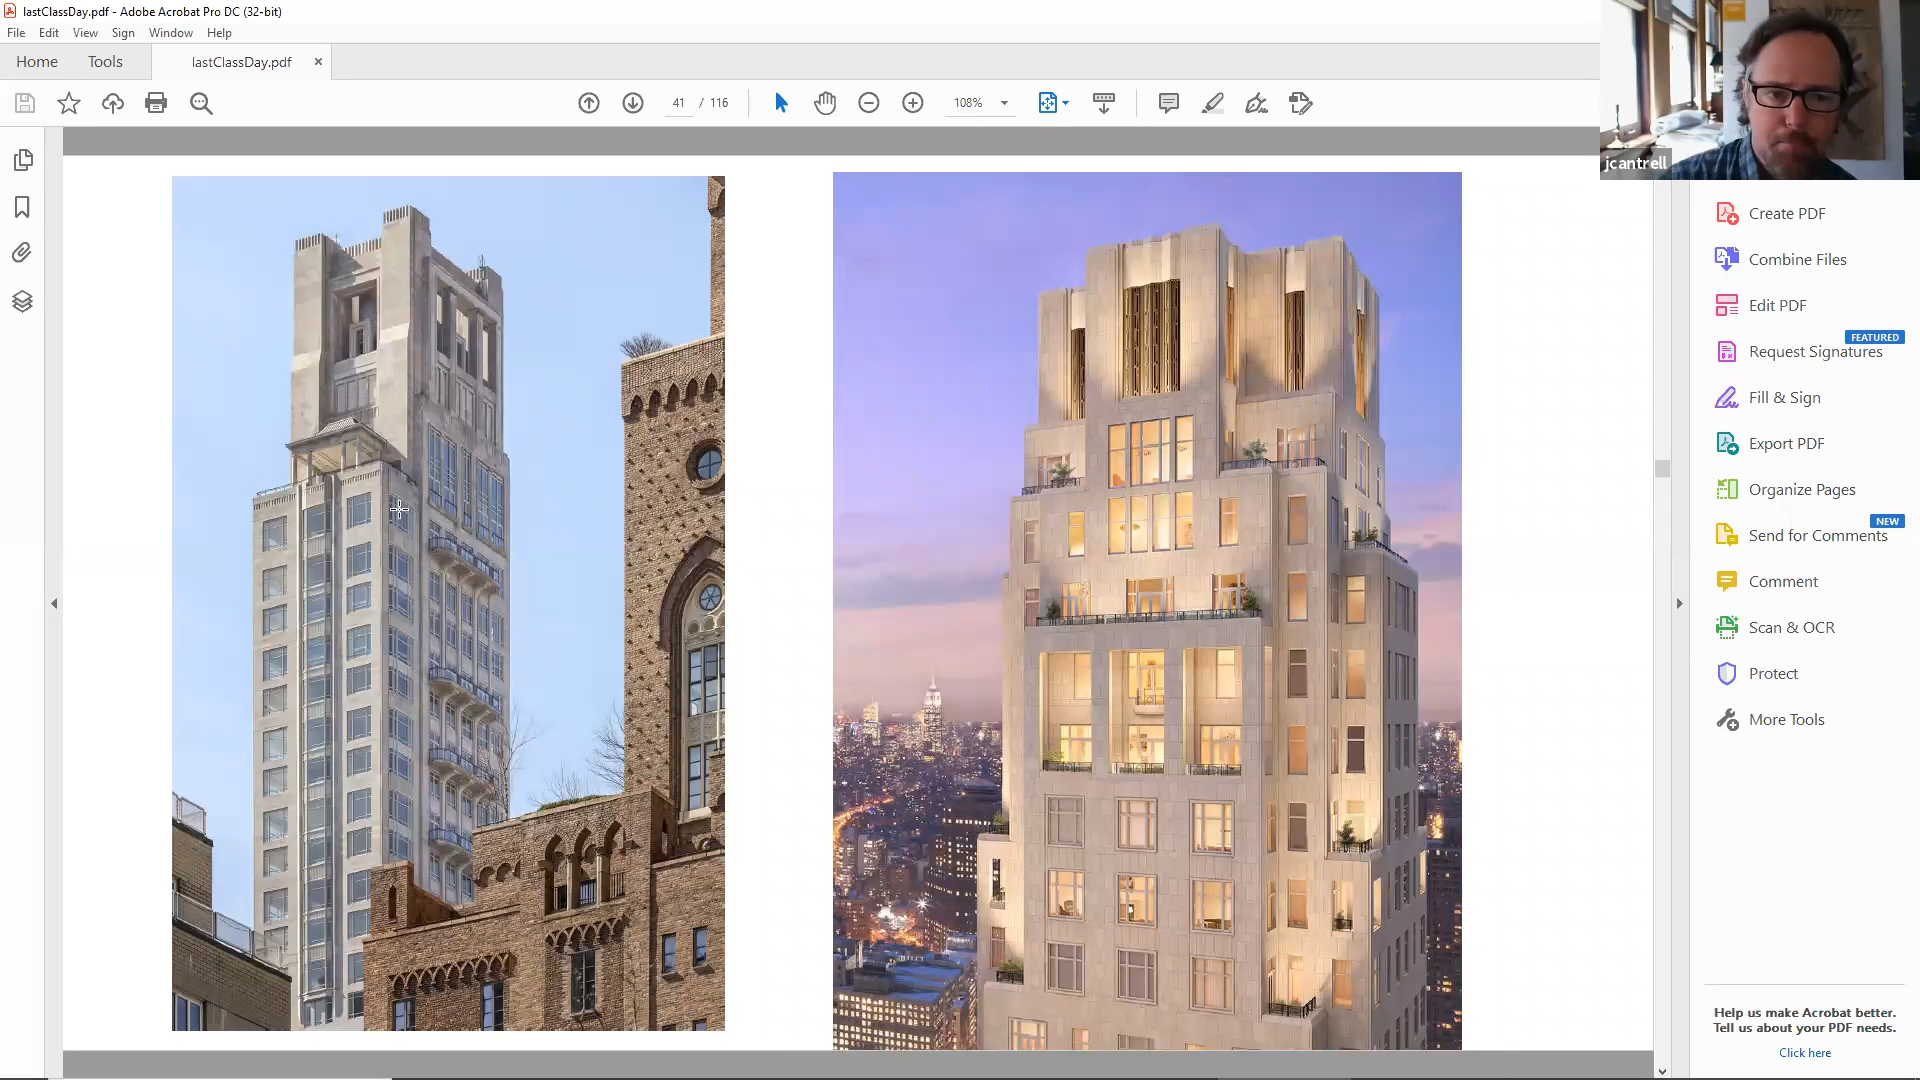 lastClassDay.pdf - Adobe Acrobat Pro DC (32-bit)
File Edit View Sign Window Help
Home Tools lastClassDay.pdf ×
41 / 116 108%
jcantrell
Create PDF
Combine Files
Edit PDF
FEATURED
Request Signatures
Fill & Sign
Export PDF
Organize Pages
NEW
Send for Comments
Comment
Scan & OCR
Protect
More Tools
Help us make Acrobat better.
Tell us about your PDF needs.
Click here